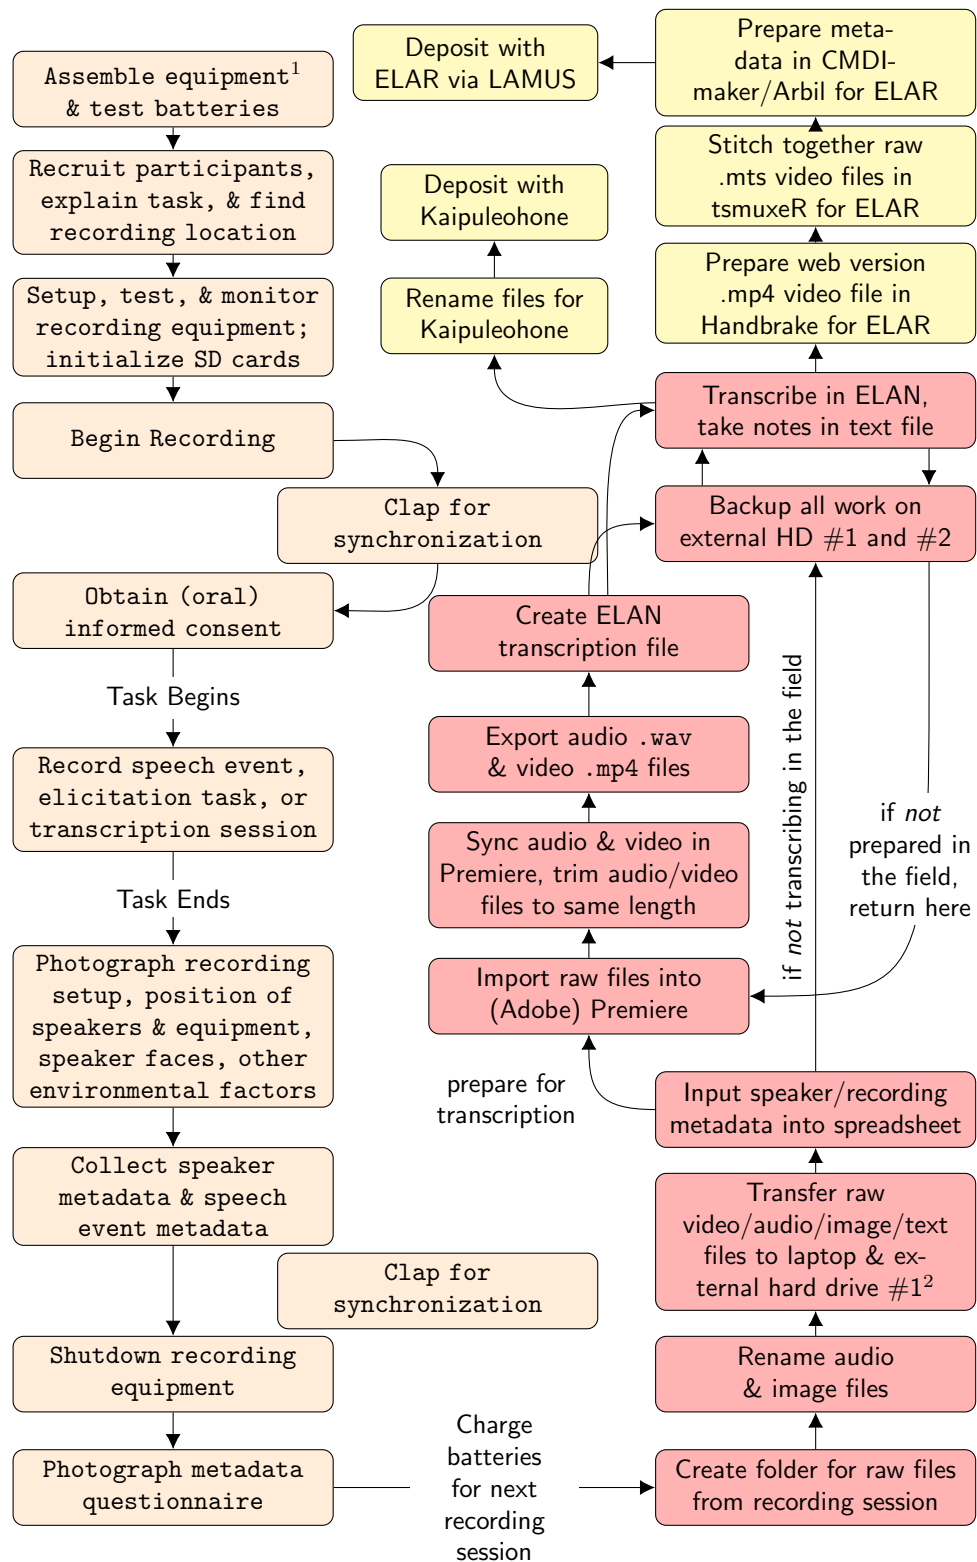 Assemble equipment1
& test batteries
Recruit participants,
explain task, & find
recording location
Setup, test, & monitor
recording equipment;
initialize SD cards
Begin Recording
Clap for
synchronization
Obtain (oral)
informed consent
Task Begins
Record speech event,
elicitation task, or
transcription session
Task Ends
Photograph recording
setup, position of
speakers & equipment,
speaker faces, other
environmental factors
Collect speaker
metadata & speech
event metadata
Clap for
synchronization
Shutdown recording
equipment
Photograph metadata
questionnaire
Charge
batteries
for next
recording
session
Create folder for raw files
from recording session
Rename audio
& image files
Transfer raw
video/audio/image/text
files to laptop & ex-
ternal hard drive #1²
Input speaker/recording
metadata into spreadsheet
prepare for
transcription
Import raw files into
(Adobe) Premiere
Sync audio & video in
Premiere, trim audio/video
files to same length
Export audio .wav
& video .mp4 files
Create ELAN
transcription file
if not transcribing in the field
if not
prepared in
the field,
return here
Backup all work on
external HD #1 and #2
Transcribe in ELAN,
take notes in text file
Rename files for
Kaipuleohone
Deposit with
Kaipuleohone
Prepare web version
.mp4 video file in
Handbrake for ELAR
Stitch together raw
.mts video files in
tsmuxeR for ELAR
Prepare meta-
data in CMDI-
maker/Arbil for ELAR
Deposit with
ELAR via LAMUS